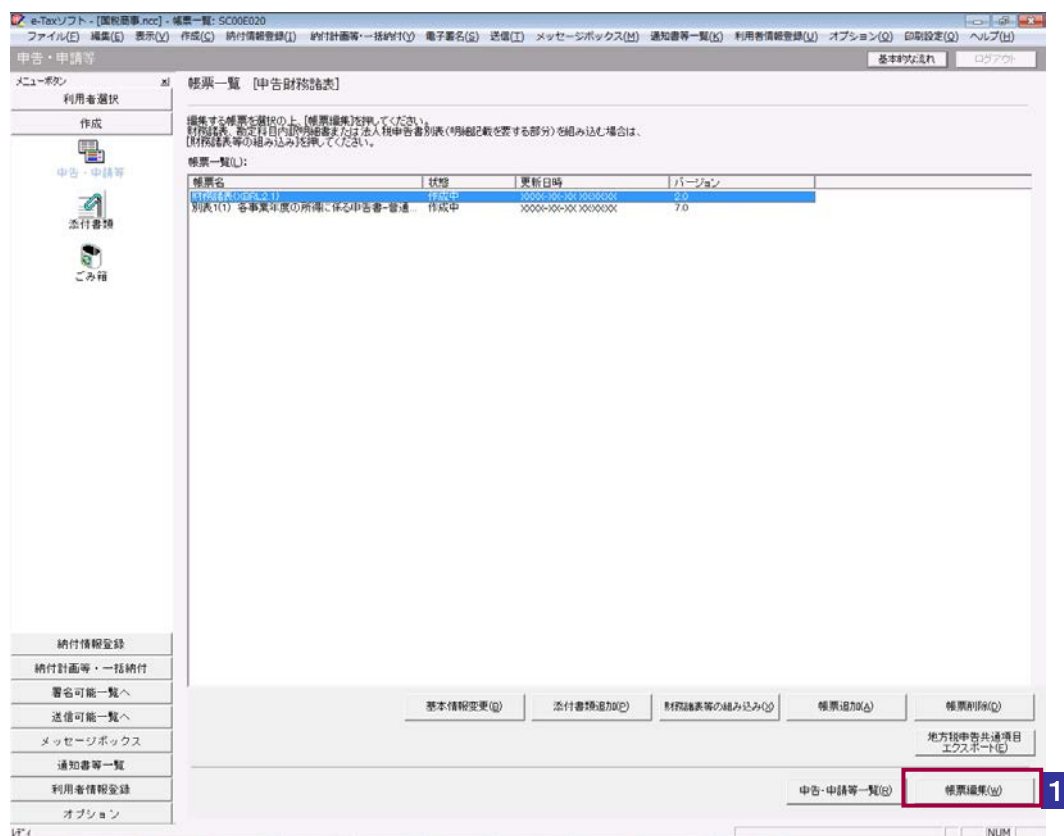 e-Taxソフト - [国税商事.ncc] - 帳票一覧: SC00E020
ファイル(F) 編集(E) 表示(V) 作成(C) 納付情報登録(I) 納付計画等・一括納付(Y) 電子署名(S) 送信(T) メッセージボックス(M) 通知書等一覧(K) 利用者情報登録(U) オプション(O) 印刷設定(Q) ヘルプ(H)
申告・申請等
基本的な流れ
ログアウト
メニューボタン
利用者選択
作成
申告・申請等
添付書類
ごみ箱
帳票一覧 [申告財務諸表]
編集する帳票を選択の上、[帳票編集]を押してください。
財務諸表、勘定科目内訳明細書または法人税申告書別表(明細記載を要する部分)を組み込む場合は、
[財務諸表等の組み込み]を押してください。
帳票一覧(L):
帳票名 状態 更新日時 バージョン
財務諸表(XBRL2.1) 作成中 XXXX-XX-XX XXXXXXX 2.0
別表1(1) 各事業年度の所得に係る申告書-普通... 作成中 XXXX-XX-XX XXXXXXX 7.0
納付情報登録
納付計画等・一括納付
署名可能一覧へ
送信可能一覧へ
メッセージボックス
通知書等一覧
利用者情報登録
オプション
基本情報変更(B) 添付書類追加(P) 財務諸表等の組み込み(X) 帳票追加(A) 帳票削除(D)
地方税申告共通項目
エクスポート(E)
申告・申請等一覧(R) 帳票編集(W) 1
レディ
NUM